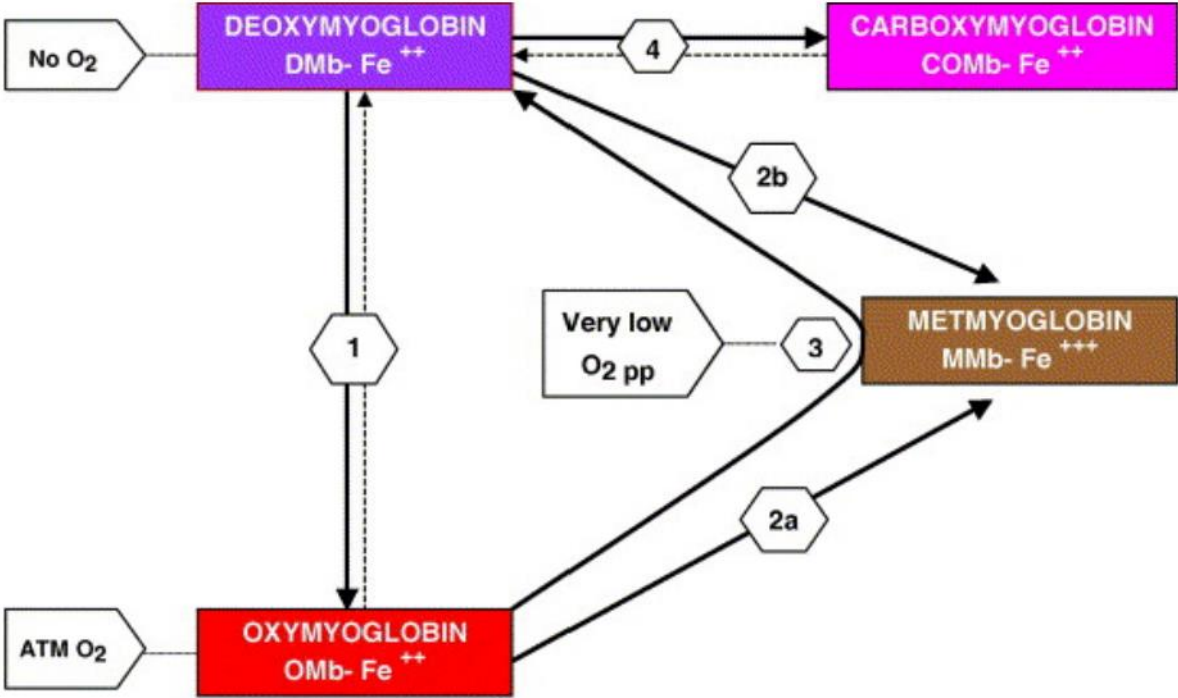 No O2
DEOXYMYOGLOBIN
DMb- Fe ++
4
CARBOXYMYOGLOBIN
COMb- Fe ++
2b
1
Very low
O2 pp
3
METMYOGLOBIN
MMb- Fe +++
2a
ATM O2
OXYMYOGLOBIN
OMb- Fe ++